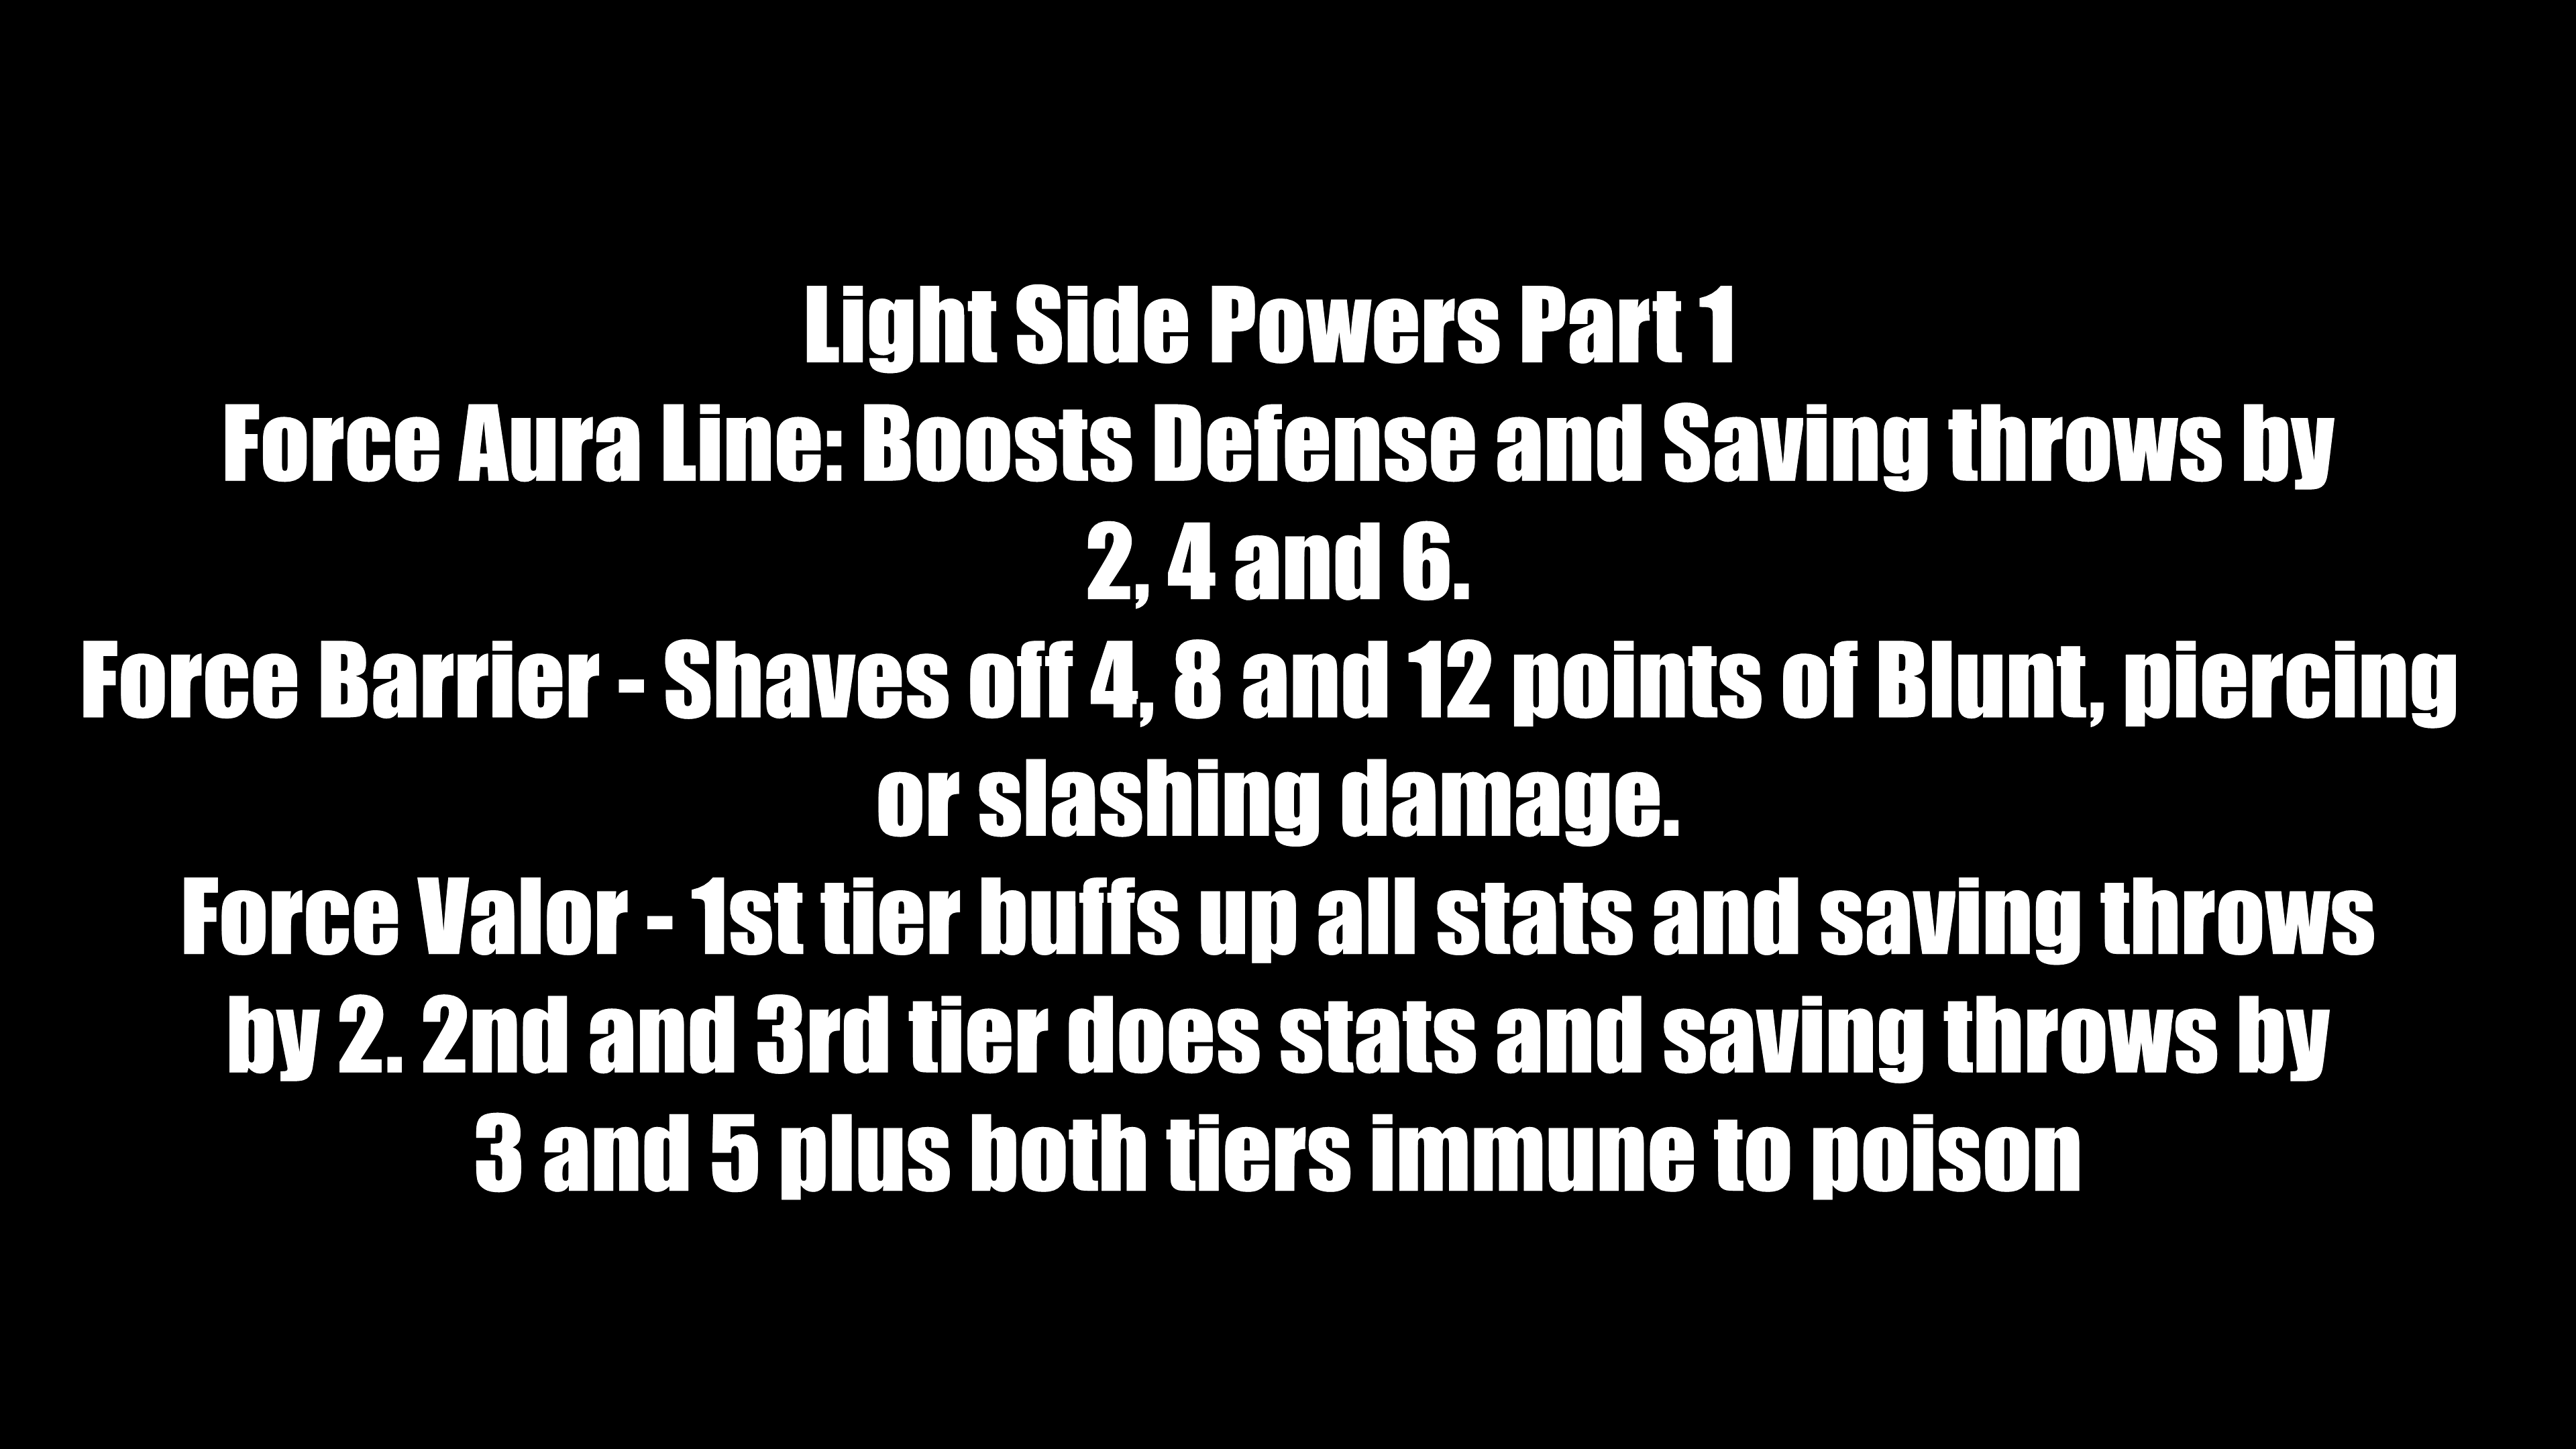 Light Side Powers Part 1
Force Aura Line: Boosts Defense and Saving throws by
2, 4 and 6.
Force Barrier - Shaves off 4, 8 and 12 points of Blunt, piercing
or slashing damage.
Force Valor - 1st tier buffs up all stats and saving throws
by 2. 2nd and 3rd tier does stats and saving throws by
3 and 5 plus both tiers immune to poison